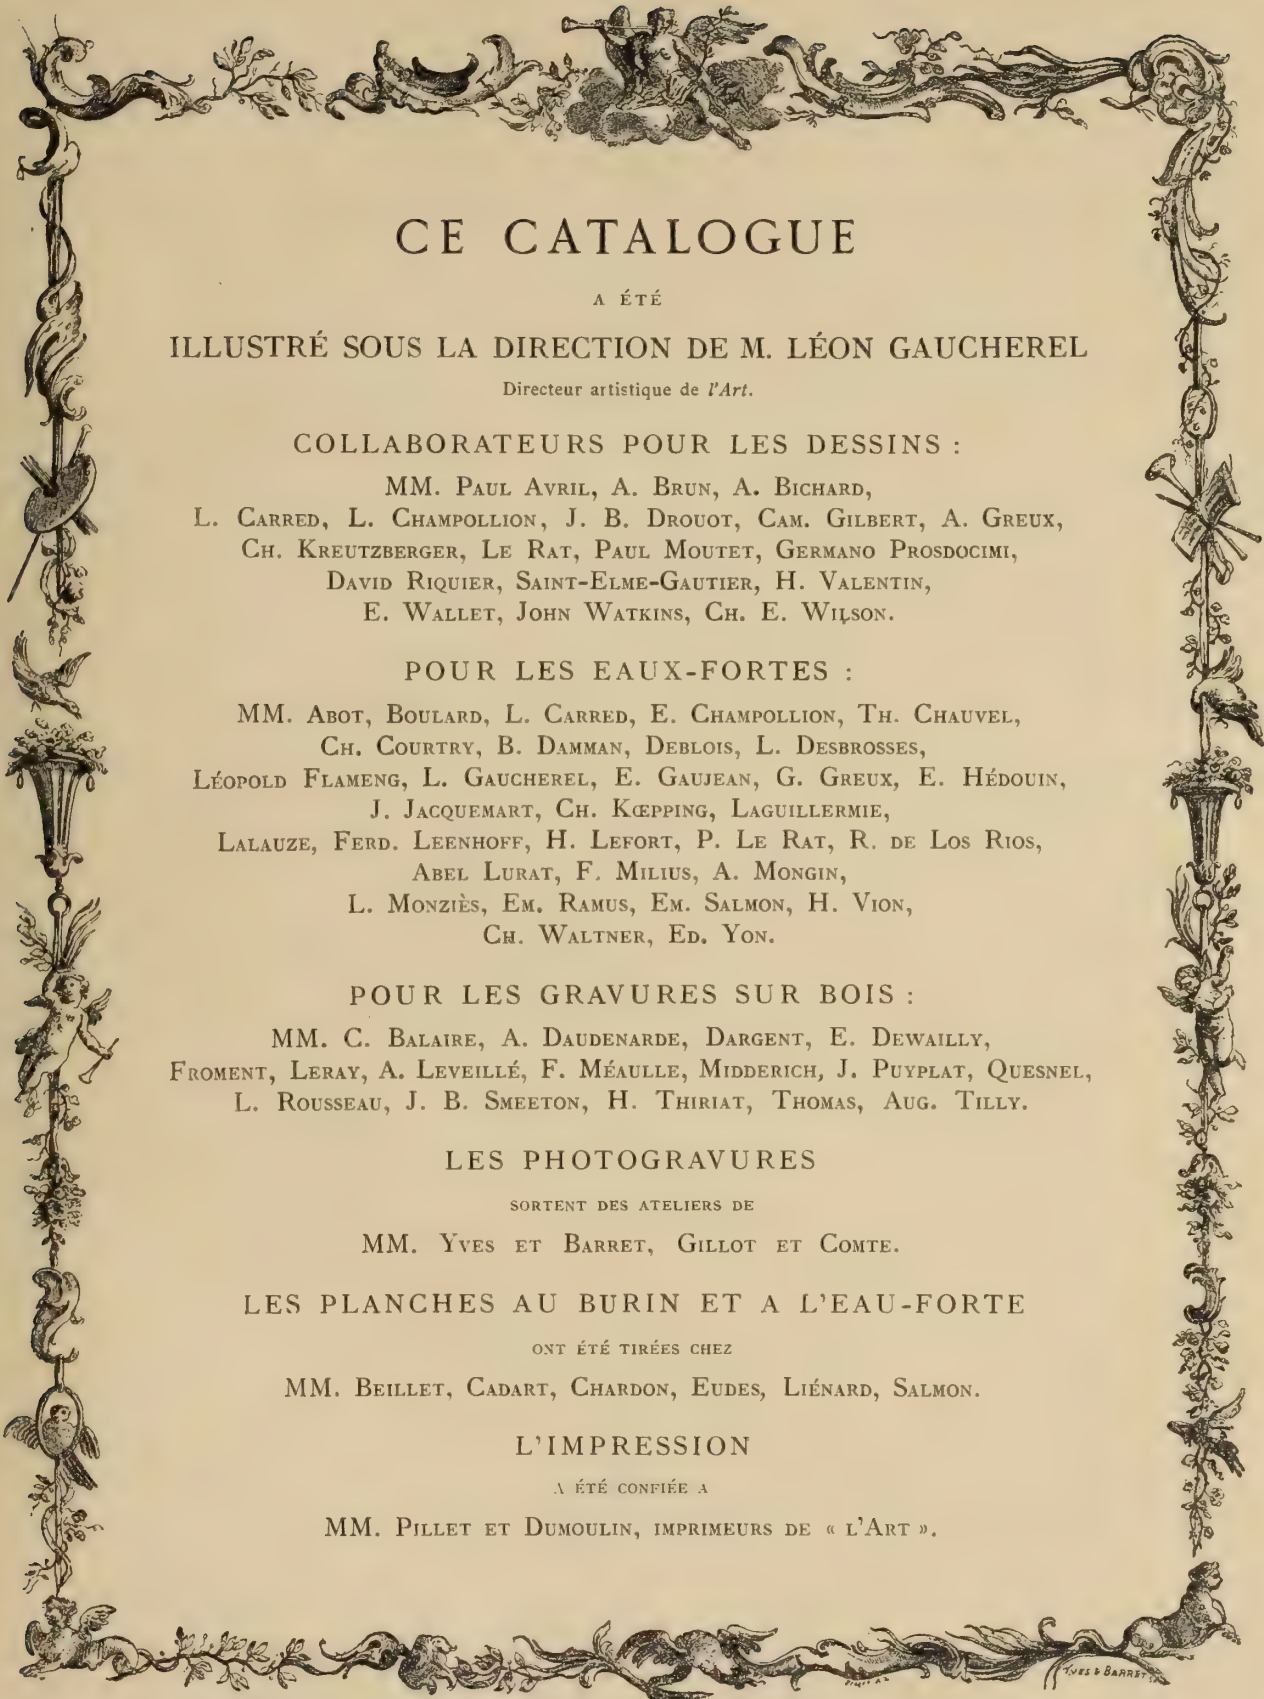 CE CATALOGUE
A ÉTÉ
ILLUSTRÉ SOUS LA DIRECTION DE M. LÉON GAUCHEREL
Directeur artistique de l'Art.
COLLABORATEURS POUR LES DESSINS :
MM. PAUL AVRIL, A. BRUN, A. BICHARD,
L. CARRED, L. CHAMPOLLION, J. B. DROUOT, CAM. GILBERT, A. GREUX,
CH. KREUTZBERGER, LE RAT, PAUL MOUTET, GERMANO PROSDOCIMI,
DAVID RIQUIER, SAINT-ELME-GAUTIER, H. VALENTIN,
E. WALLET, JOHN WATKINS, CH. E. WILSON.
POUR LES EAUX-FORTES :
MM. ABOT, BOULARD, L. CARRED, E. CHAMPOLLION, TH. CHAUVEL,
CH. COURTRY, B. DAMMAN, DEBLOIS, L. DESBROSSES,
LÉOPOLD FLAMENG, L. GAUCHEREL, E. GAUJEAN, G. GREUX, E. HÉDOUIN,
J. JACQUEMART, CH. KŒPPING, LAGUILLERMIE,
LALAUZE, FERD. LEENHOFF, H. LEFORT, P. LE RAT, R. DE LOS RIOS,
ABEL LURAT, F. MILIUS, A. MONGIN,
L. MONZIÈS, EM. RAMUS, EM. SALMON, H. VION,
CH. WALTNER, ED. YON.
POUR LES GRAVURES SUR BOIS :
MM. C. BALAIRE, A. DAUDENARDE, DARGENT, E. DEWAILLY,
FROMENT, LERAY, A. LEVEILLÉ, F. MÉAULLE, MIDDERICH, J. PUYPLAT, QUESNEL,
L. ROUSSEAU, J. B. SMEETON, H. THIRIAT, THOMAS, AUG. TILLY.
LES PHOTOGRAVURES
SORTENT DES ATELIERS DE
MM. YVES ET BARRET, GILLOT ET COMTE.
LES PLANCHES AU BURIN ET A L'EAU-FORTE
ONT ÉTÉ TIRÉES CHEZ
MM. BEILLET, CADART, CHARDON, EUDES, LIÉNARD, SALMON.
L'IMPRESSION
A ÉTÉ CONFIÉE A
MM. PILLET ET DUMOULIN, IMPRIMEURS DE « L'ART ».
YVES & BARRET